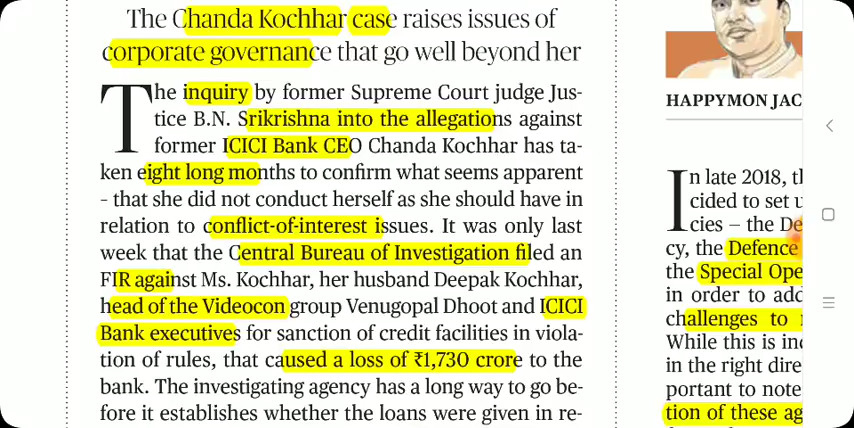 The Chanda Kochhar case raises issues of
corporate governance that go well beyond her
The inquiry by former Supreme Court judge Jus-
tice B.N. Srikrishna into the allegations against
former ICICI Bank CEO Chanda Kochhar has ta-
ken eight long months to confirm what seems apparent
- that she did not conduct herself as she should have in
relation to conflict-of-interest issues. It was only last
week that the Central Bureau of Investigation filed an
FIR against Ms. Kochhar, her husband Deepak Kochhar,
head of the Videocon group Venugopal Dhoot and ICICI
Bank executives for sanction of credit facilities in viola-
tion of rules, that caused a loss of ₹1,730 crore to the
bank. The investigating agency has a long way to go be-
fore it establishes whether the loans were given in re-
HAPPYMON JAC
In late 2018, t
cided to set u
cies – the De
cy, the Defence
the Special Ope
in order to add
challenges to
While this is in
in the right dire
portant to note
tion of these ag